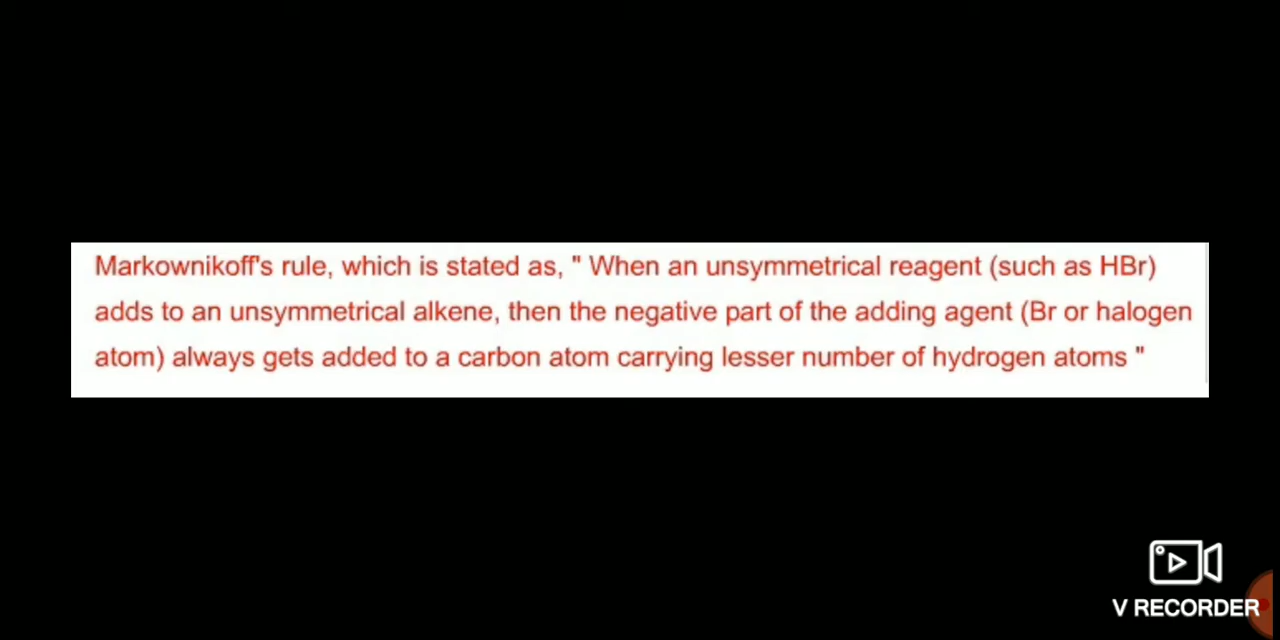 Markownikoff's rule, which is stated as, " When an unsymmetrical reagent (such as HBr)
adds to an unsymmetrical alkene, then the negative part of the adding agent (Br or halogen
atom) always gets added to a carbon atom carrying lesser number of hydrogen atoms "
V RECORDER